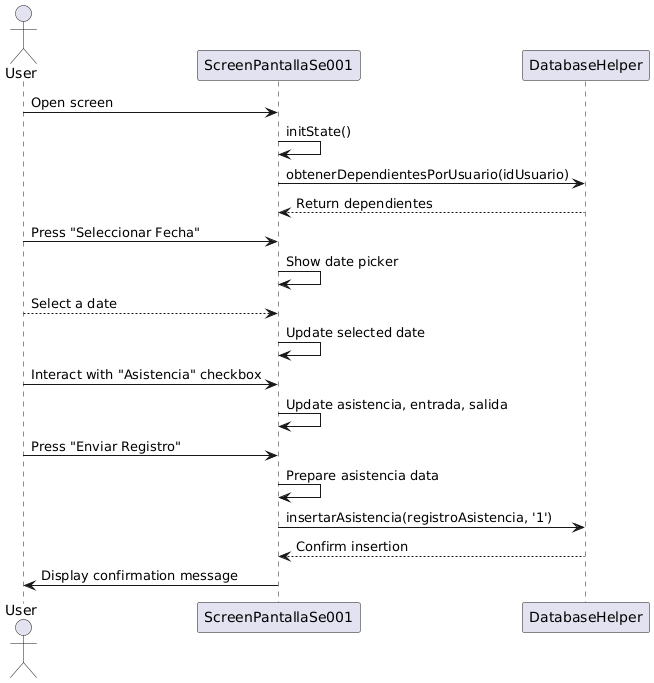 User
ScreenPantallaSe001
DatabaseHelper
Open screen
initState()
obtenerDependientesPorUsuario(idUsuario)
Return dependientes
Press "Seleccionar Fecha"
Show date picker
Select a date
Update selected date
Interact with "Asistencia" checkbox
Update asistencia, entrada, salida
Press "Enviar Registro"
Prepare asistencia data
insertarAsistencia(registroAsistencia, '1')
Confirm insertion
Display confirmation message
User
ScreenPantallaSe001
DatabaseHelper